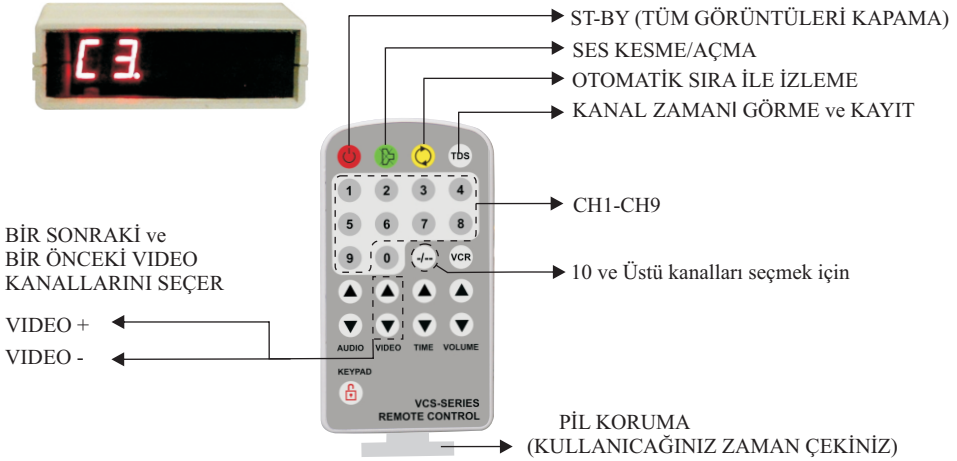 C 3.
ST-BY (TÜM GÖRÜNTÜLERİ KAPAMA)
SES KESME/AÇMA
OTOMATİK SIRA İLE İZLEME
KANAL ZAMANI GÖRME ve KAYIT
TDS
1 2 3 4
5 6 7 8
9 0 -/-- VCR
CH1-CH9
10 ve Üstü kanalları seçmek için
BİR SONRAKİ ve
BİR ÖNCEKİ VIDEO
KANALLARINI SEÇER
VIDEO +
VIDEO -
AUDIO VIDEO TIME VOLUME
KEYPAD
VCS-SERIES
REMOTE CONTROL
PİL KORUMA
(KULLANICAĞINIZ ZAMAN ÇEKİNİZ)